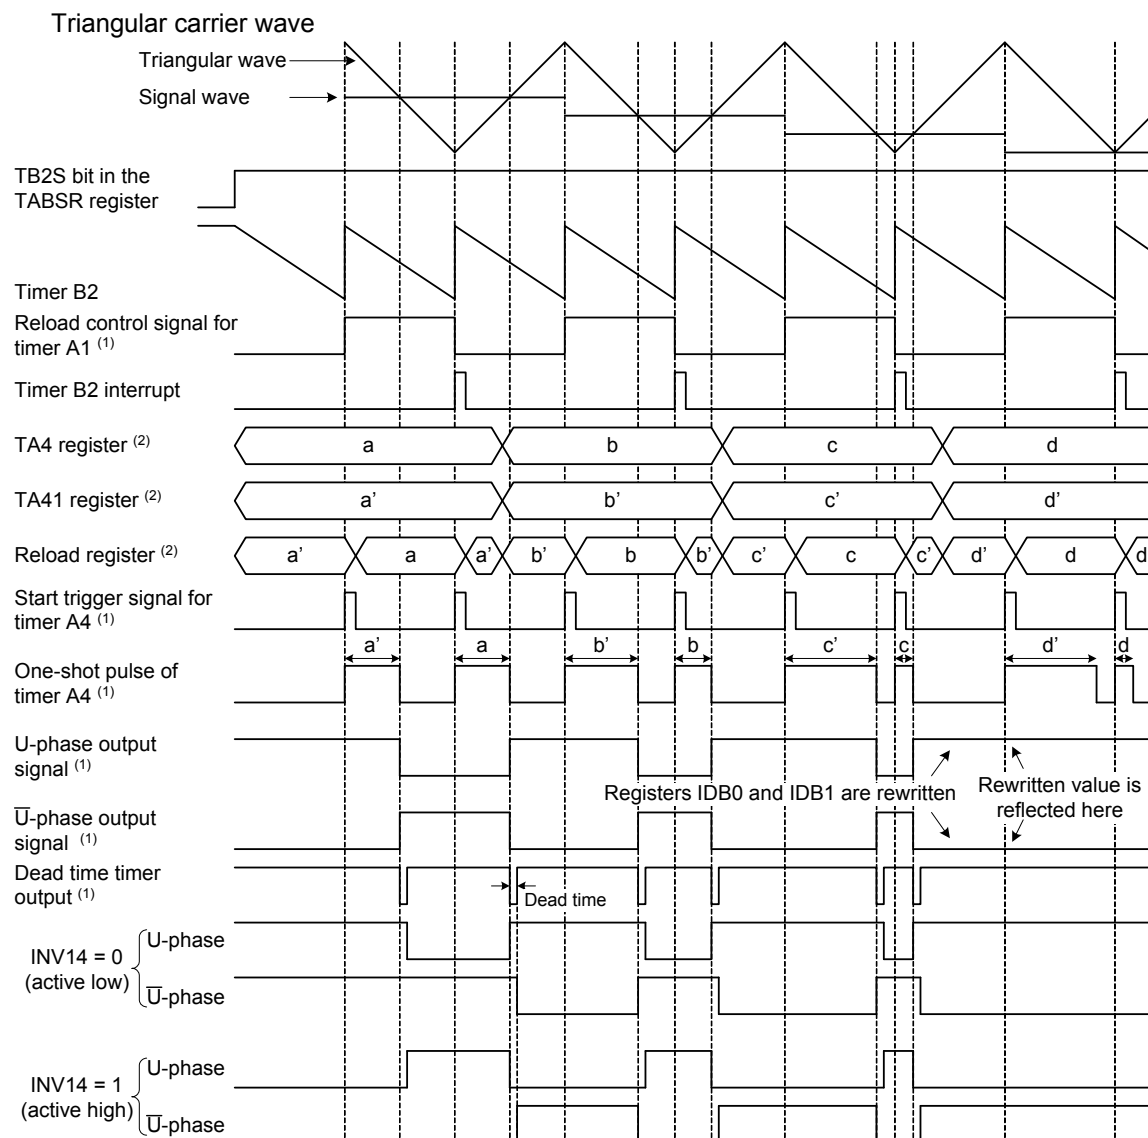 Triangular carrier wave
Triangular wave
Signal wave
TB2S bit in the
TABSR register
Timer B2
Reload control signal for
timer A1 (1)
Timer B2 interrupt
TA4 register (2)
a b c d
TA41 register (2)
a’ b’ c’ d’
Reload register (2)
a’ a a’ b’ b b’ c’ c c’ d’ d d
Start trigger signal for
timer A4 (1)
a’ a b’ b c’ c d’ d
One-shot pulse of
timer A4 (1)
U-phase output
signal (1)
Registers IDB0 and IDB1 are rewritten
Rewritten value is
reflected here
U̅-phase output
signal (1)
Dead time timer
output (1)
Dead time
INV14 = 0
(active low)
U-phase
U̅-phase
INV14 = 1
(active high)
U-phase
U̅-phase